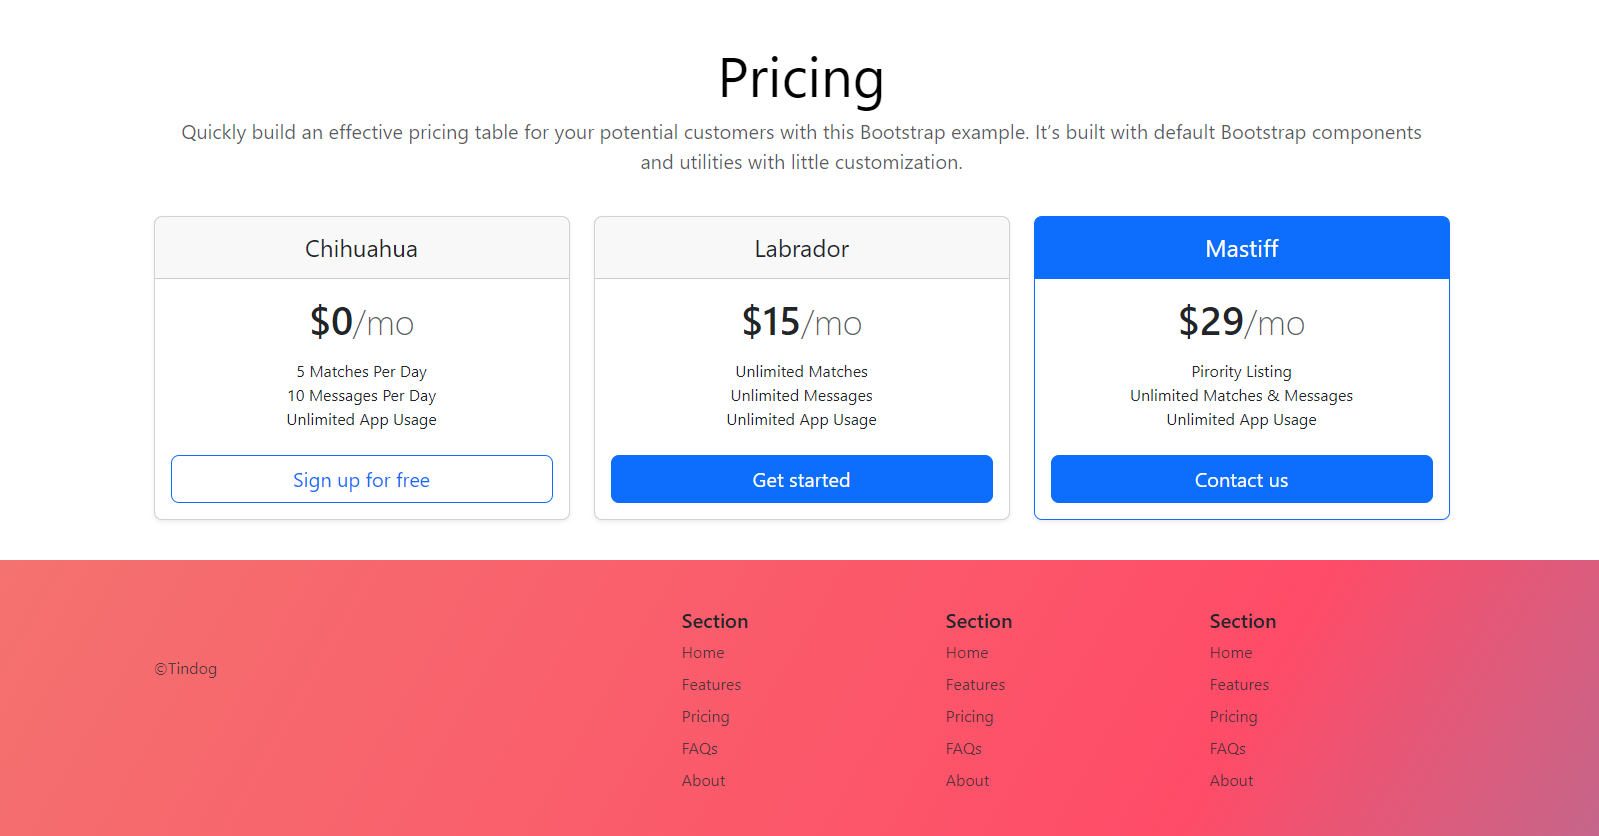 Pricing
Quickly build an effective pricing table for your potential customers with this Bootstrap example. It’s built with default Bootstrap components
and utilities with little customization.
Chihuahua
$0/mo
5 Matches Per Day
10 Messages Per Day
Unlimited App Usage
Sign up for free
Labrador
$15/mo
Unlimited Matches
Unlimited Messages
Unlimited App Usage
Get started
Mastiff
$29/mo
Pirority Listing
Unlimited Matches & Messages
Unlimited App Usage
Contact us
©Tindog
Section
Home
Features
Pricing
FAQs
About
Section
Home
Features
Pricing
FAQs
About
Section
Home
Features
Pricing
FAQs
About